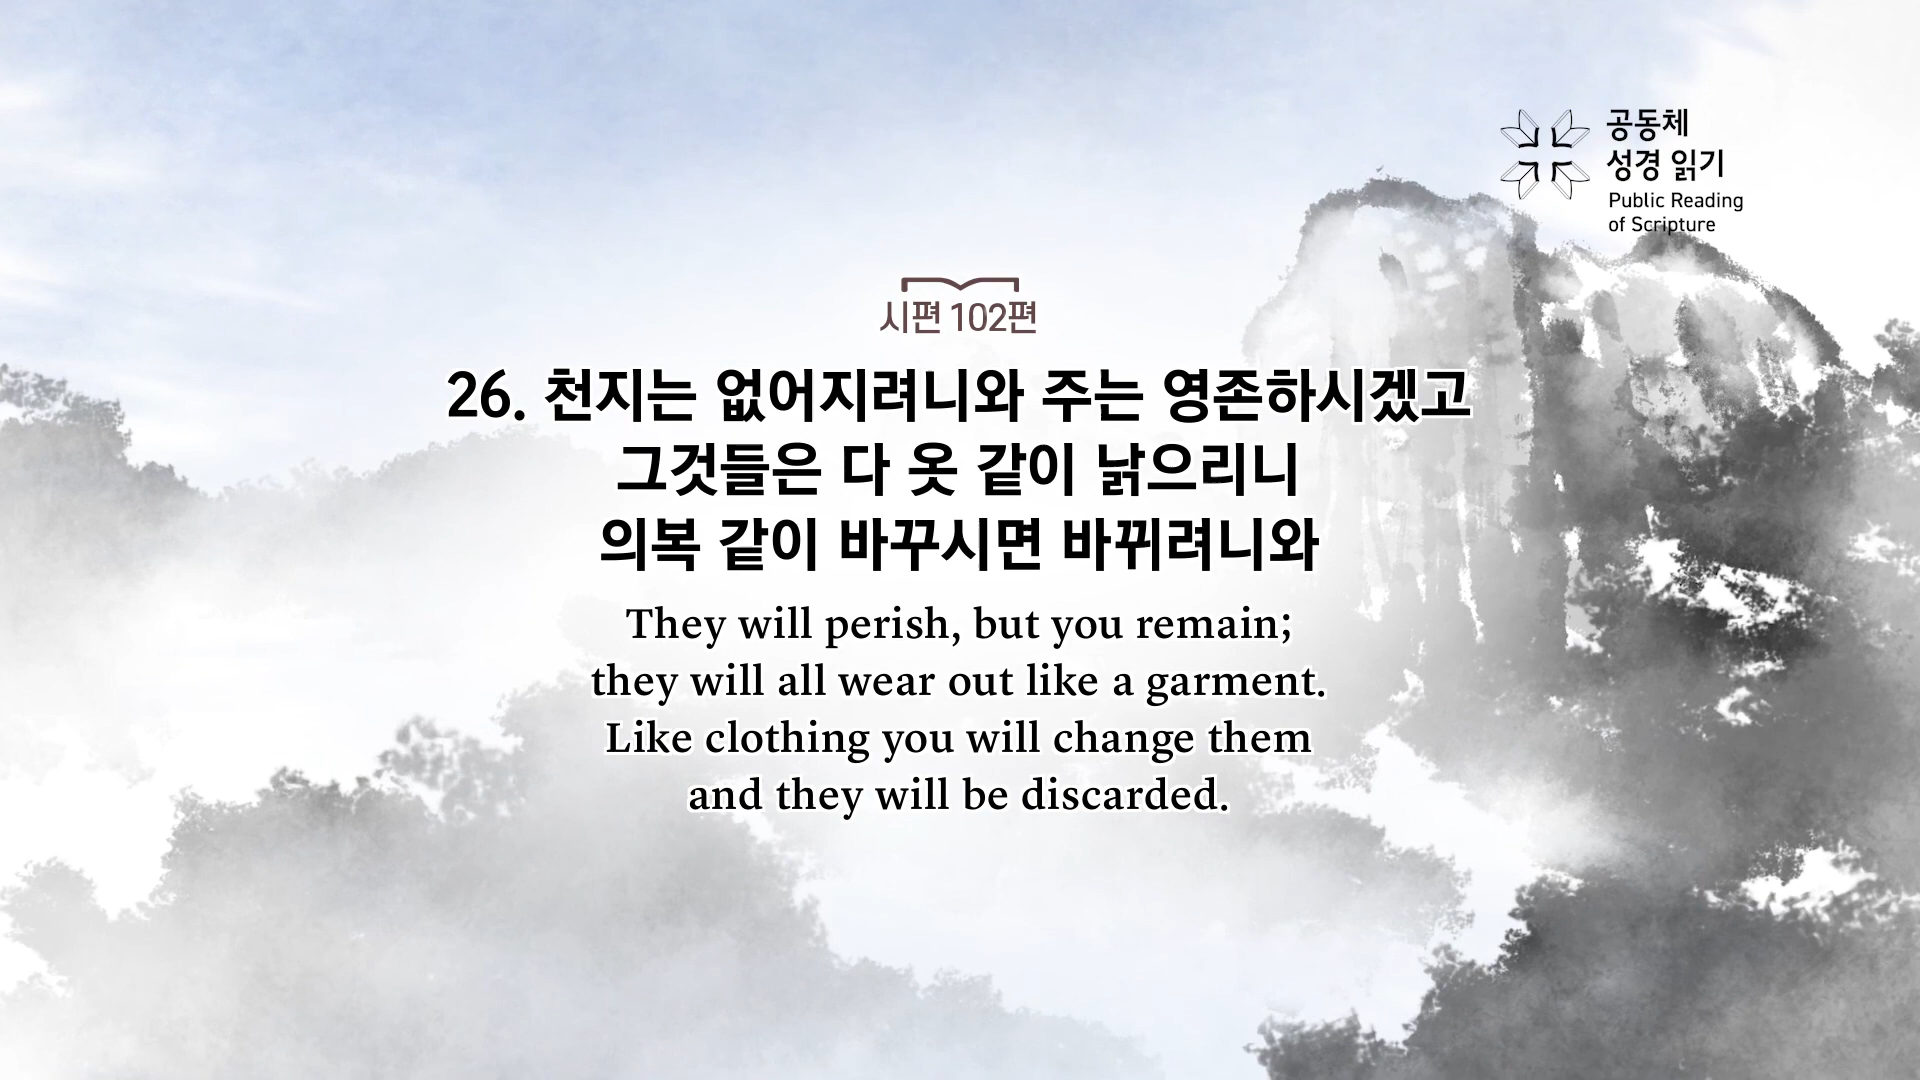 공동체
성경 읽기
Public Reading
of Scripture
시편 102편
26. 천지는 없어지려니와 주는 영존하시겠고
그것들은 다 옷 같이 낡으리니
의복 같이 바꾸시면 바뀌려니와
They will perish, but you remain;
they will all wear out like a garment.
Like clothing you will change them
and they will be discarded.